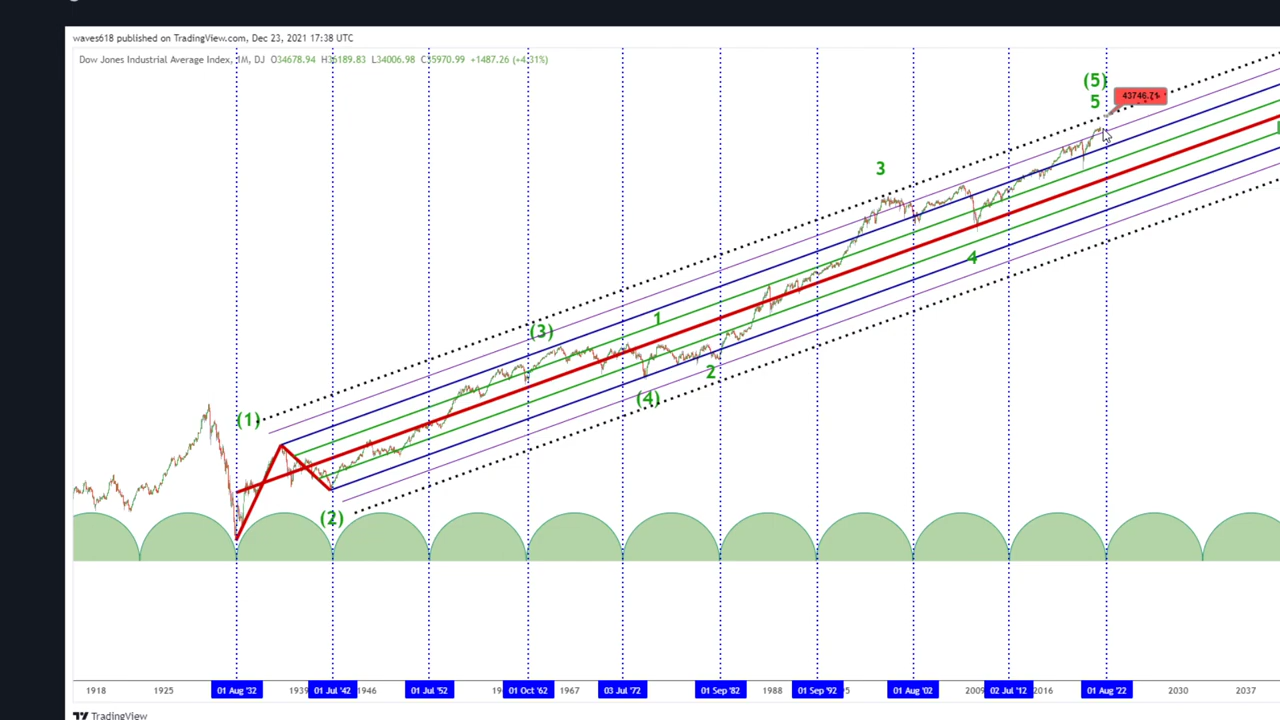 waves618 published on TradingView.com, Dec 23, 2021 17:38 UTC
Dow Jones Industrial Average Index, 1M, DJ O34678.94 H36189.83 L34006.98 C35970.99 +1487.26 (+4.31%)
(5)
5
3
4
(3)
1
2
(4)
(1)
(2)
1918 1925 01 Aug '32 1939 01 Jul '42 1946 01 Jul '52 01 Oct '62 1967 03 Jul '72 01 Sep '82 1988 01 Sep '92 01 Aug '02 2009 02 Jul '12 2016 01 Aug '22 2030 2037
TradingView